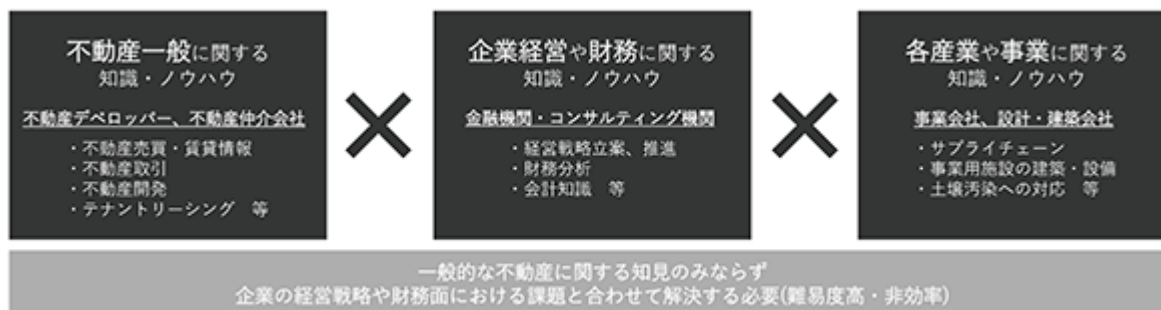 不動産一般に関する
知識・ノウハウ
不動産デベロッパー、不動産仲介会社
・不動産売買・賃貸情報
・不動産取引
・不動産開発
・テナントリーシング　等
×
企業経営や財務に関する
知識・ノウハウ
金融機関・コンサルティング機関
・経営戦略立案、推進
・財務分析
・会計知識　等
×
各産業や事業に関する
知識・ノウハウ
事業会社、設計・建築会社
・サプライチェーン
・事業用施設の建築・設備
・土壌汚染への対応　等
一般的な不動産に関する知見のみならず
企業の経営戦略や財務面における課題と合わせて解決する必要(難易度高・非効率)